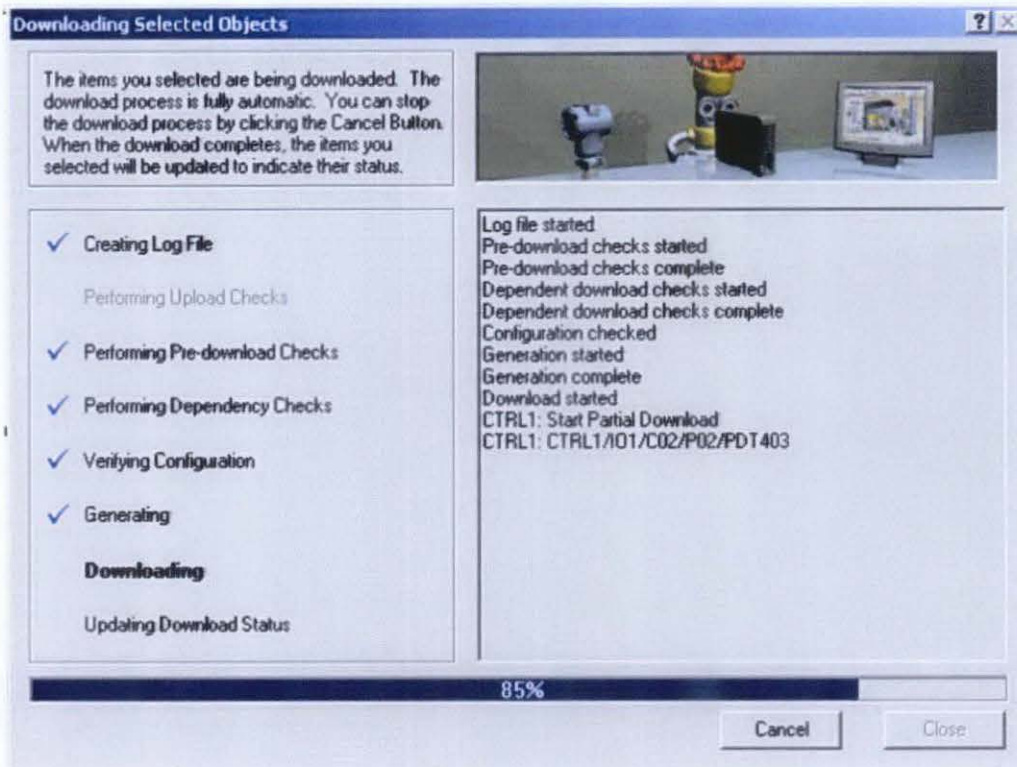 Downloading Selected Objects
The items you selected are being downloaded. The
download process is fully automatic. You can stop
the download process by clicking the Cancel Button.
When the download completes, the items you
selected will be updated to indicate their status.
Creating Log File
Performing Upload Checks
Performing Pre-download Checks
Performing Dependency Checks
Verifying Configuration
Generating
Downloading
Updating Download Status
Log file started
Pre-download checks started
Pre-download checks complete
Dependent download checks started
Dependent download checks complete
Configuration checked
Generation started
Generation complete
Download started
CTRL1: Start Partial Download
CTRL1: CTRL1/IO1/C02/P02/PDT403
85%
Cancel
Close